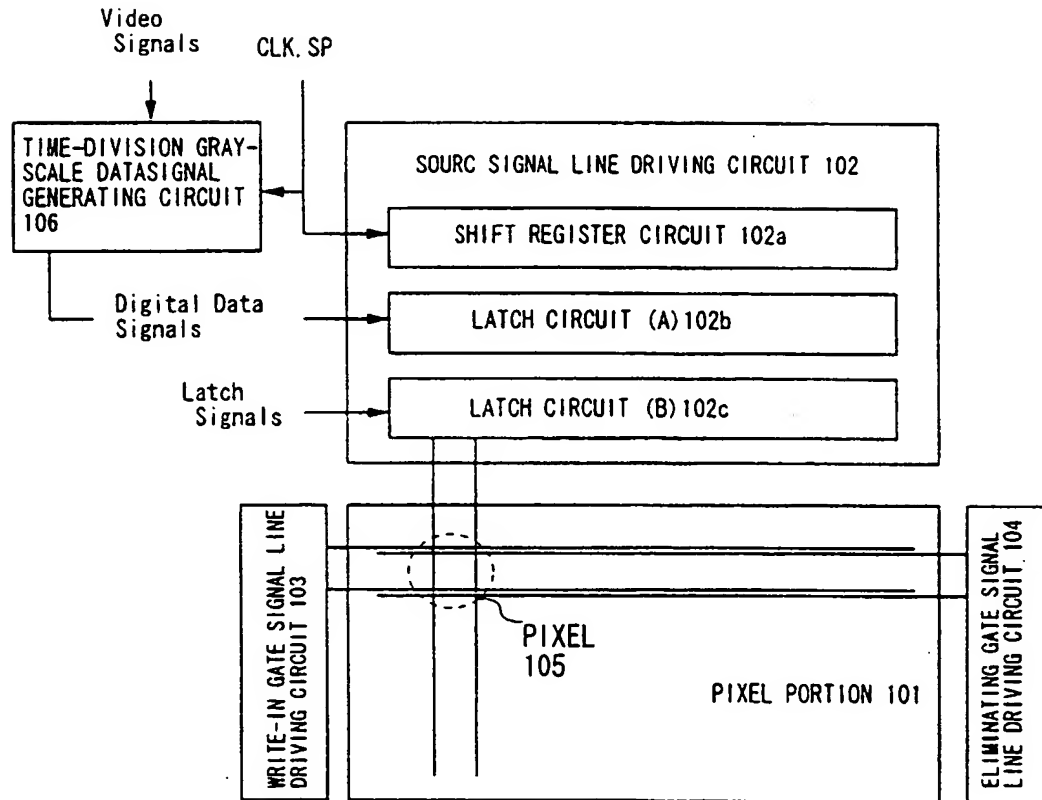 Video
Signals
CLK. SP
TIME-DIVISION GRAY-
SCALE DATASIGNAL
GENERATING CIRCUIT
106
SOURC SIGNAL LINE DRIVING CIRCUIT 102
SHIFT REGISTER CIRCUIT 102a
Digital Data
Signals
LATCH CIRCUIT (A) 102b
Latch
Signals
LATCH CIRCUIT (B) 102c
WRITE-IN GATE SIGNAL LINE
DRIVING CIRCUIT 103
PIXEL
105
PIXEL PORTION 101
ELIMINATING GATE SIGNAL
LINE DRIVING CIRCUIT 104